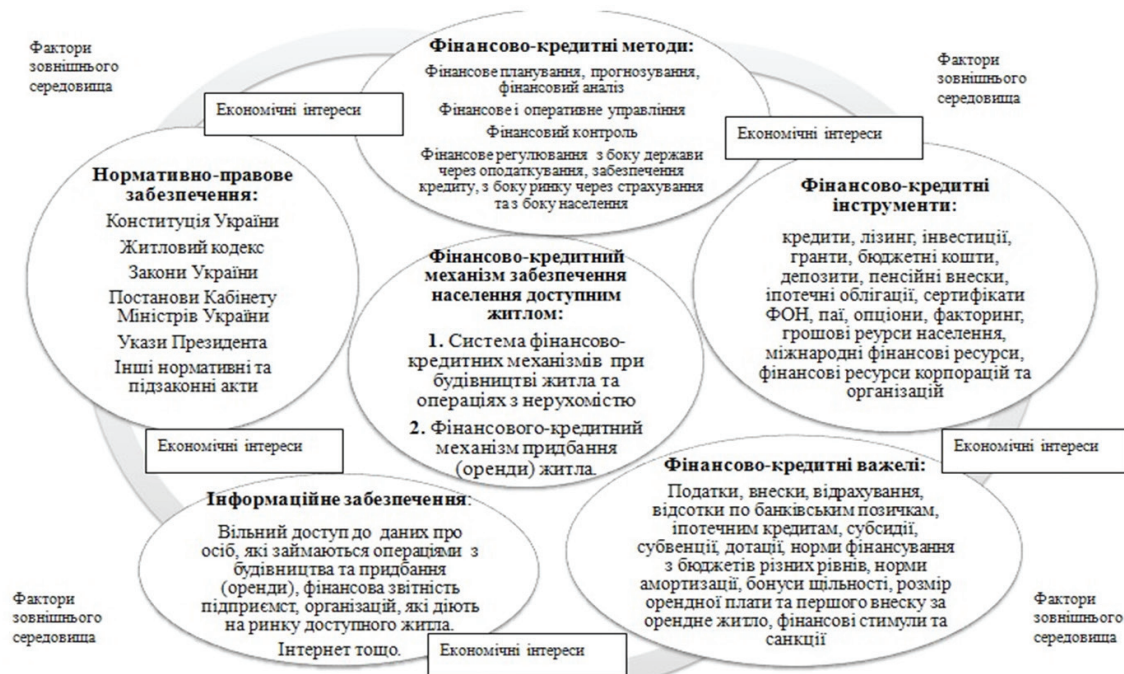 Фактори
зовнішнього
середовища
Фінансово-кредитні методи:
Фінансове планування, прогнозування,
фінансовий аналіз
Фінансове і оперативне управління
Фінансовий контроль
Фінансове регулювання з боку держави
через оподаткування, забезпечення
кредиту, з боку ринку через страхування
та з боку населення
Фактори
зовнішнього
середовища
Економічні інтереси
Економічні інтереси
Нормативно-правове
забезпечення:
Конституція України
Житловий кодекс
Закони України
Постанови Кабінету
Міністрів України
Укази Президента
Інші нормативні та
підзаконні акти
Фінансово-кредитний
механізм забезпечення
населення доступним
житлом:
1. Система фінансово-
кредитних механізмів при
будівництві житла та
операціях з нерухомістю
2. Фінансового-кредитний
механізм придбання
(оренди) житла.
Фінансово-кредитні
інструменти:
кредити, лізинг, інвестиції,
гранти, бюджетні кошти,
депозити, пенсійні внески,
іпотечні облігації, сертифікати
ФОН, паї, опціони, факторинг,
грошові реурси населення,
міжнародні фінансові ресурси,
фінансові ресурси корпорацій та
організацій
Економічні інтереси
Економічні інтереси
Інформаційне забезпечення:
Вільний доступ до даних про
осіб, які займаються операціями з
будівництва та придбання
(оренди), фінансова звітність
підприємст, організацій, які діють
на ринку доступного житла.
Інтернет тощо.
Фінансово-кредитні важелі:
Податки, внески, відрахування,
відсотки по банківським позичкам,
іпотечним кредитам, субсидії,
субвенції, дотації, норми фінансування
з бюджетів різних рівнів, норми
амортизації, бонуси щільності, розмір
орендної плати та першого внеску за
орендне житло, фінансові стимули та
санкції
Фактори
зовнішнього
середовища
Економічні інтереси
Фактори
зовнішнього
середовища